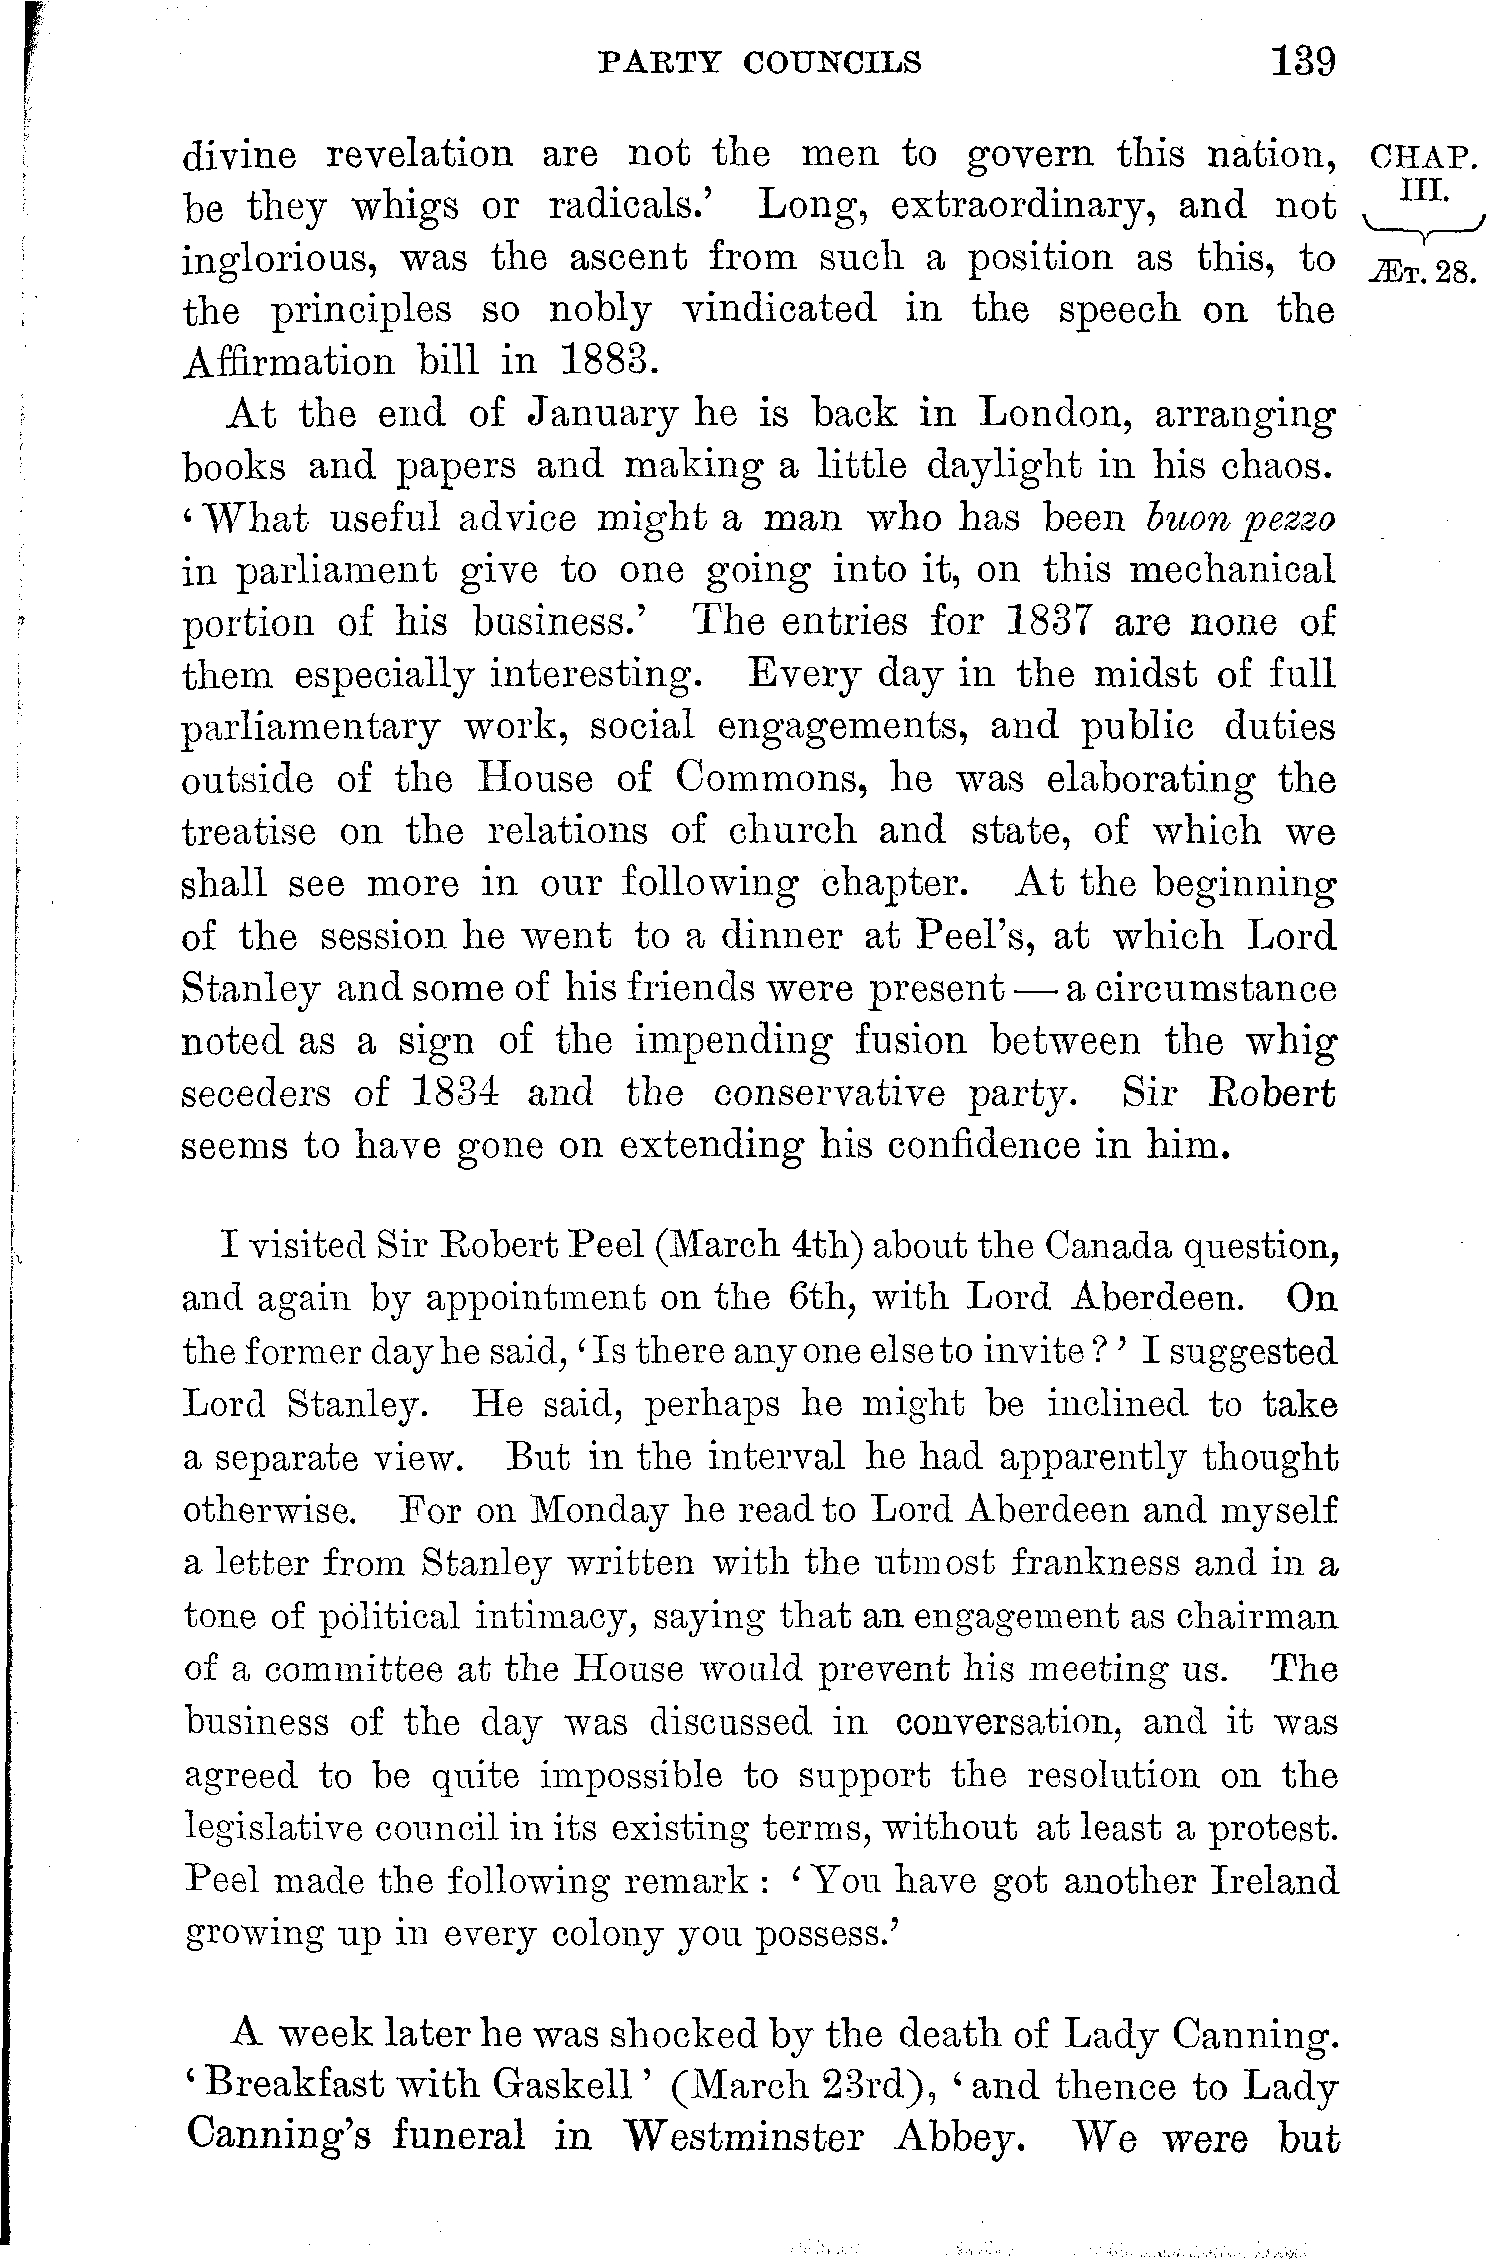 PARTY COUNCILS 139
divine revelation are not the men to govern this nation,
be they whigs or radicals.’ Long, extraordinary, and not
inglorious, was the ascent from such a position as this, to
the principles so nobly vindicated in the speech on the
Affirmation bill in 1883.
CHAP.
III.
ÆT. 28.
At the end of January he is back in London, arranging
books and papers and making a little daylight in his chaos.
‘What useful advice might a man who has been buon pezzo
in parliament give to one going into it, on this mechanical
portion of his business.’ The entries for 1837 are none of
them especially interesting. Every day in the midst of full
parliamentary work, social engagements, and public duties
outside of the House of Commons, he was elaborating the
treatise on the relations of church and state, of which we
shall see more in our following chapter. At the beginning
of the session he went to a dinner at Peel’s, at which Lord
Stanley and some of his friends were present — a circumstance
noted as a sign of the impending fusion between the whig
seceders of 1834 and the conservative party. Sir Robert
seems to have gone on extending his confidence in him.
I visited Sir Robert Peel (March 4th) about the Canada question,
and again by appointment on the 6th, with Lord Aberdeen. On
the former day he said, ‘Is there any one else to invite?’ I suggested
Lord Stanley. He said, perhaps he might be inclined to take
a separate view. But in the interval he had apparently thought
otherwise. For on Monday he read to Lord Aberdeen and myself
a letter from Stanley written with the utmost frankness and in a
tone of political intimacy, saying that an engagement as chairman
of a committee at the House would prevent his meeting us. The
business of the day was discussed in conversation, and it was
agreed to be quite impossible to support the resolution on the
legislative council in its existing terms, without at least a protest.
Peel made the following remark: ‘You have got another Ireland
growing up in every colony you possess.’
A week later he was shocked by the death of Lady Canning.
‘Breakfast with Gaskell’ (March 23rd), ‘and thence to Lady
Canning’s funeral in Westminster Abbey. We were but